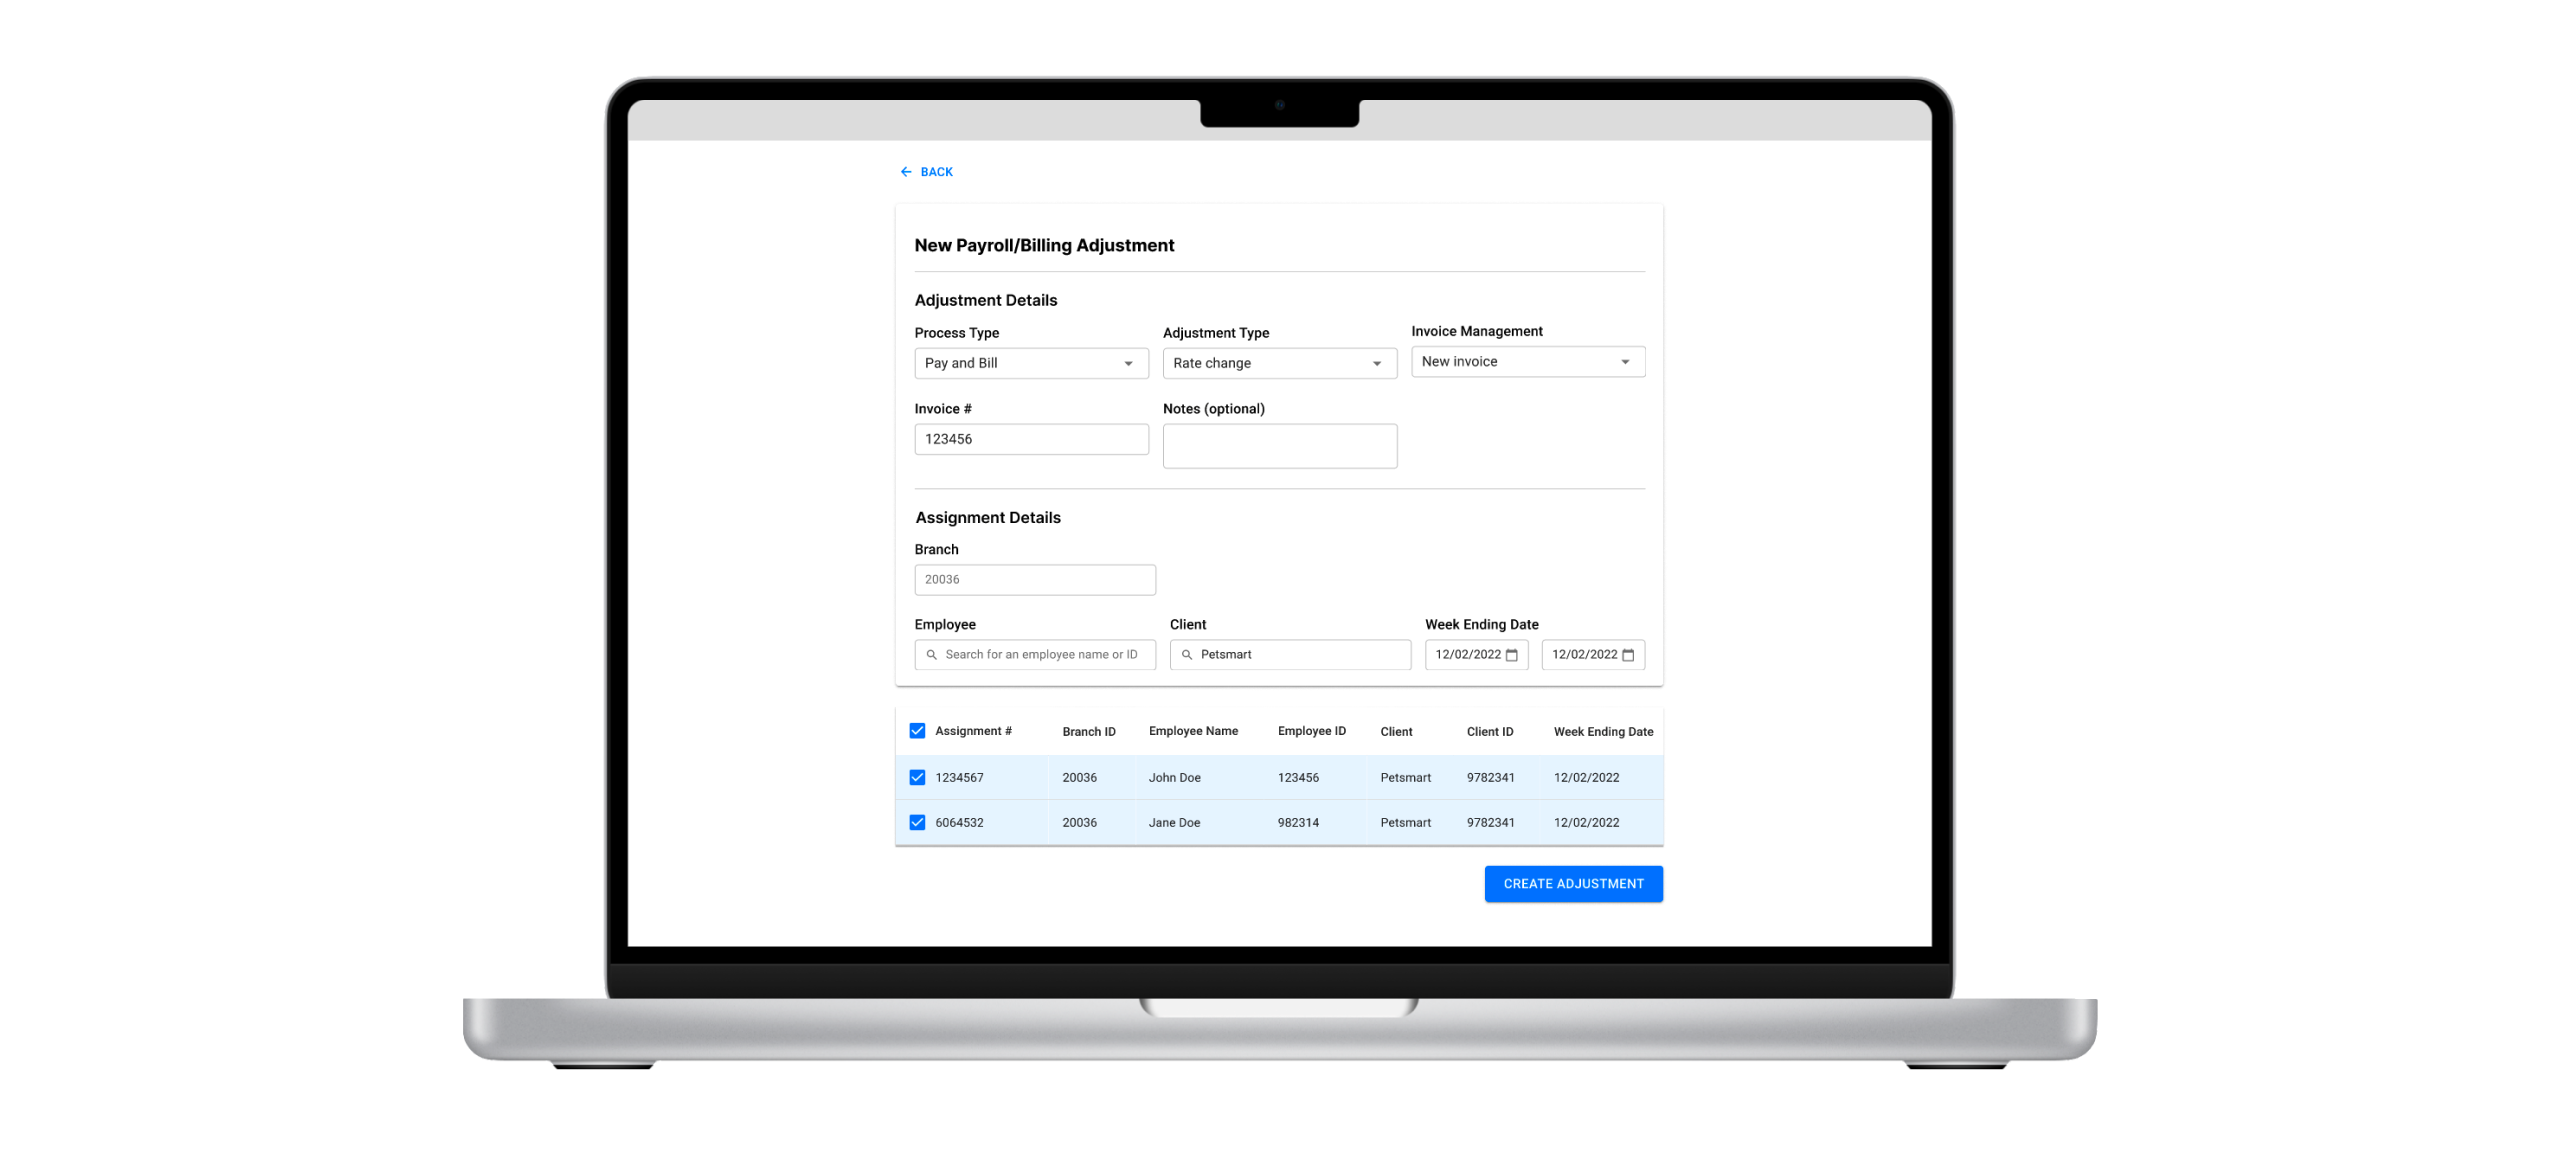 BACK
New Payroll/Billing Adjustment
Adjustment Details
Process Type Adjustment Type Invoice Management
Pay and Bill Rate change New invoice
Invoice # Notes (optional)
123456
Assignment Details
Branch
20036
Employee Client Week Ending Date
Search for an employee name or ID Petsmart 12/02/2022 12/02/2022
Assignment # Branch ID Employee Name Employee ID Client Client ID Week Ending Date
1234567 20036 John Doe 123456 Petsmart 9782341 12/02/2022
6064532 20036 Jane Doe 982314 Petsmart 9782341 12/02/2022
CREATE ADJUSTMENT